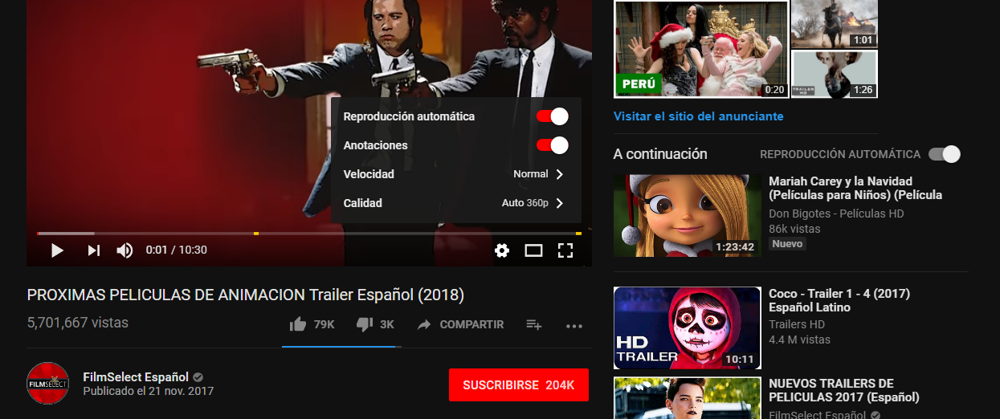 Reproducción automática
Anotaciones
Velocidad Normal
Calidad Auto 360p
0:01 / 10:30
PROXIMAS PELICULAS DE ANIMACION Trailer Español (2018)
5,701,667 vistas
79K 3K COMPARTIR
FILMSELECT
FilmSelect Español
Publicado el 21 nov. 2017
SUSCRIBIRSE 204K
PERÚ
0:20
1:01
TRAILER
HD
1:26
Visitar el sitio del anunciante
A continuación REPRODUCCIÓN AUTOMÁTICA
1:23:42
Mariah Carey y la Navidad
(Películas para Niños) (Película
Don Bigotes - Películas HD
86k vistas
Nuevo
HD
TRAILER
10:11
Coco - Trailer 1 - 4 (2017)
Español Latino
Trailers HD
4.4 M vistas
NUEVOS TRAILERS DE
PELICULAS 2017 (Español)
FilmSelect Español